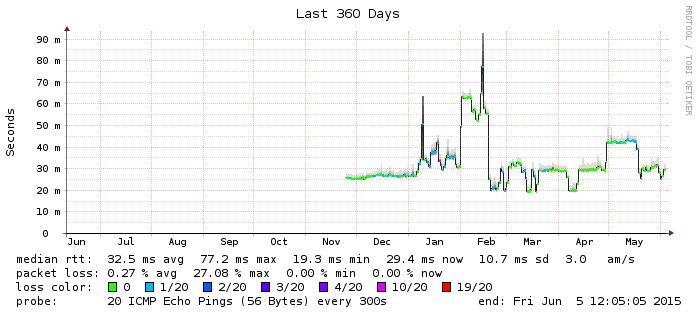 Last 360 Days
RRDTOOL / TOBI OETIKER
Seconds
90 m
80 m
70 m
60 m
50 m
40 m
30 m
20 m
10 m
0
Jun Jul Aug Sep Oct Nov Dec Jan Feb Mar Apr May
median rtt: 32.5 ms avg 77.2 ms max 19.3 ms min 29.4 ms now 10.7 ms sd 3.0 am/s
packet loss: 0.27 % avg 27.08 % max 0.00 % min 0.00 % now
loss color: 0 1/20 2/20 3/20 4/20 10/20 19/20
probe: 20 ICMP Echo Pings (56 Bytes) every 300s end: Fri Jun 5 12:05:05 2015